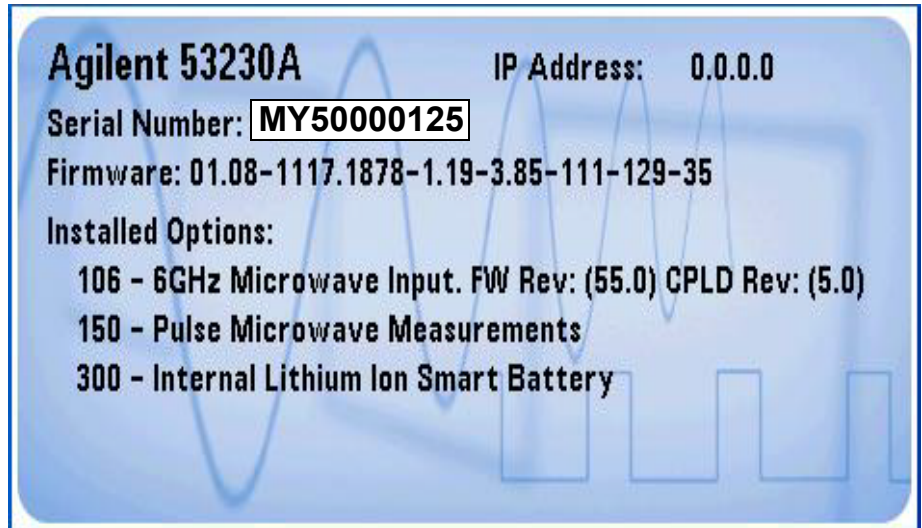 Agilent 53230A IP Address: 0.0.0.0
Serial Number: MY50000125
Firmware: 01.08-1117.1878-1.19-3.85-111-129-35
Installed Options:
106 - 6GHz Microwave Input. FW Rev: (55.0) CPLD Rev: (5.0)
150 - Pulse Microwave Measurements
300 - Internal Lithium Ion Smart Battery